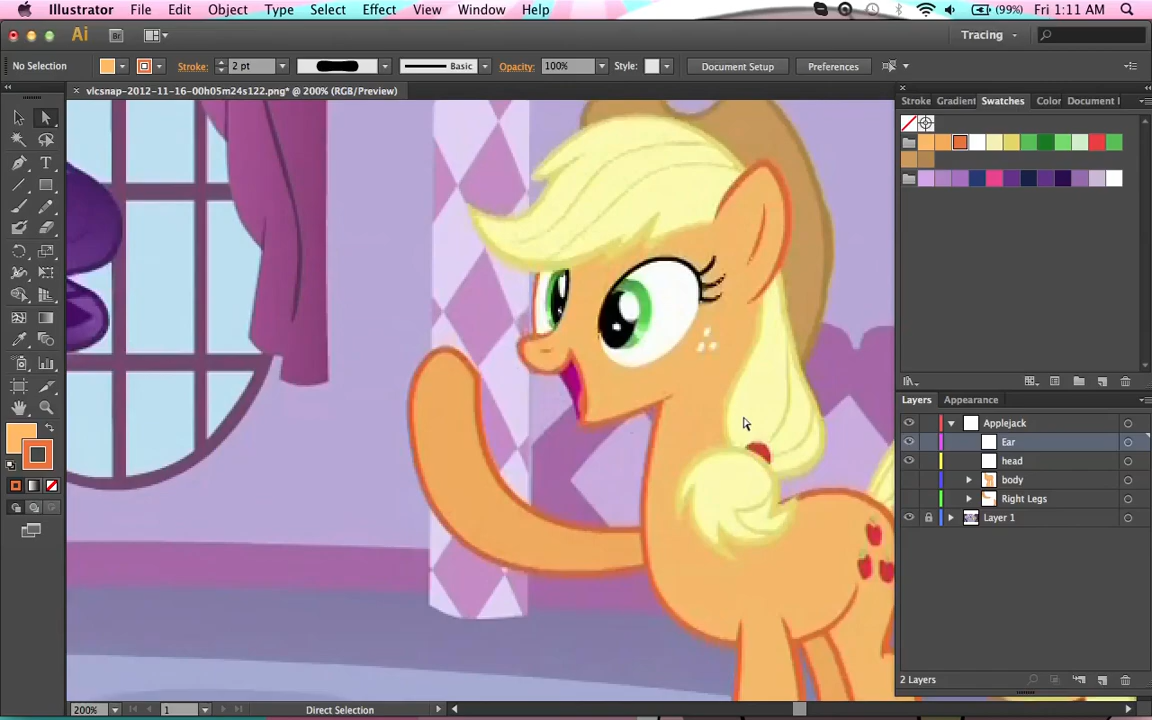 Illustrator File Edit Object Type Select Effect View Window Help (99%) Fri 1:11 AM
Ai Br Tracing
No Selection Stroke: 2 pt Basic Opacity: 100% Style: Document Setup Preferences
vlcsnap-2012-11-16-00h05m24s122.png* @ 200% (RGB/Preview)
Stroke Gradient Swatches Color Document I
Layers Appearance
Applejack
Ear
head
body
Right Legs
Layer 1
2 Layers
200% 1 Direct Selection